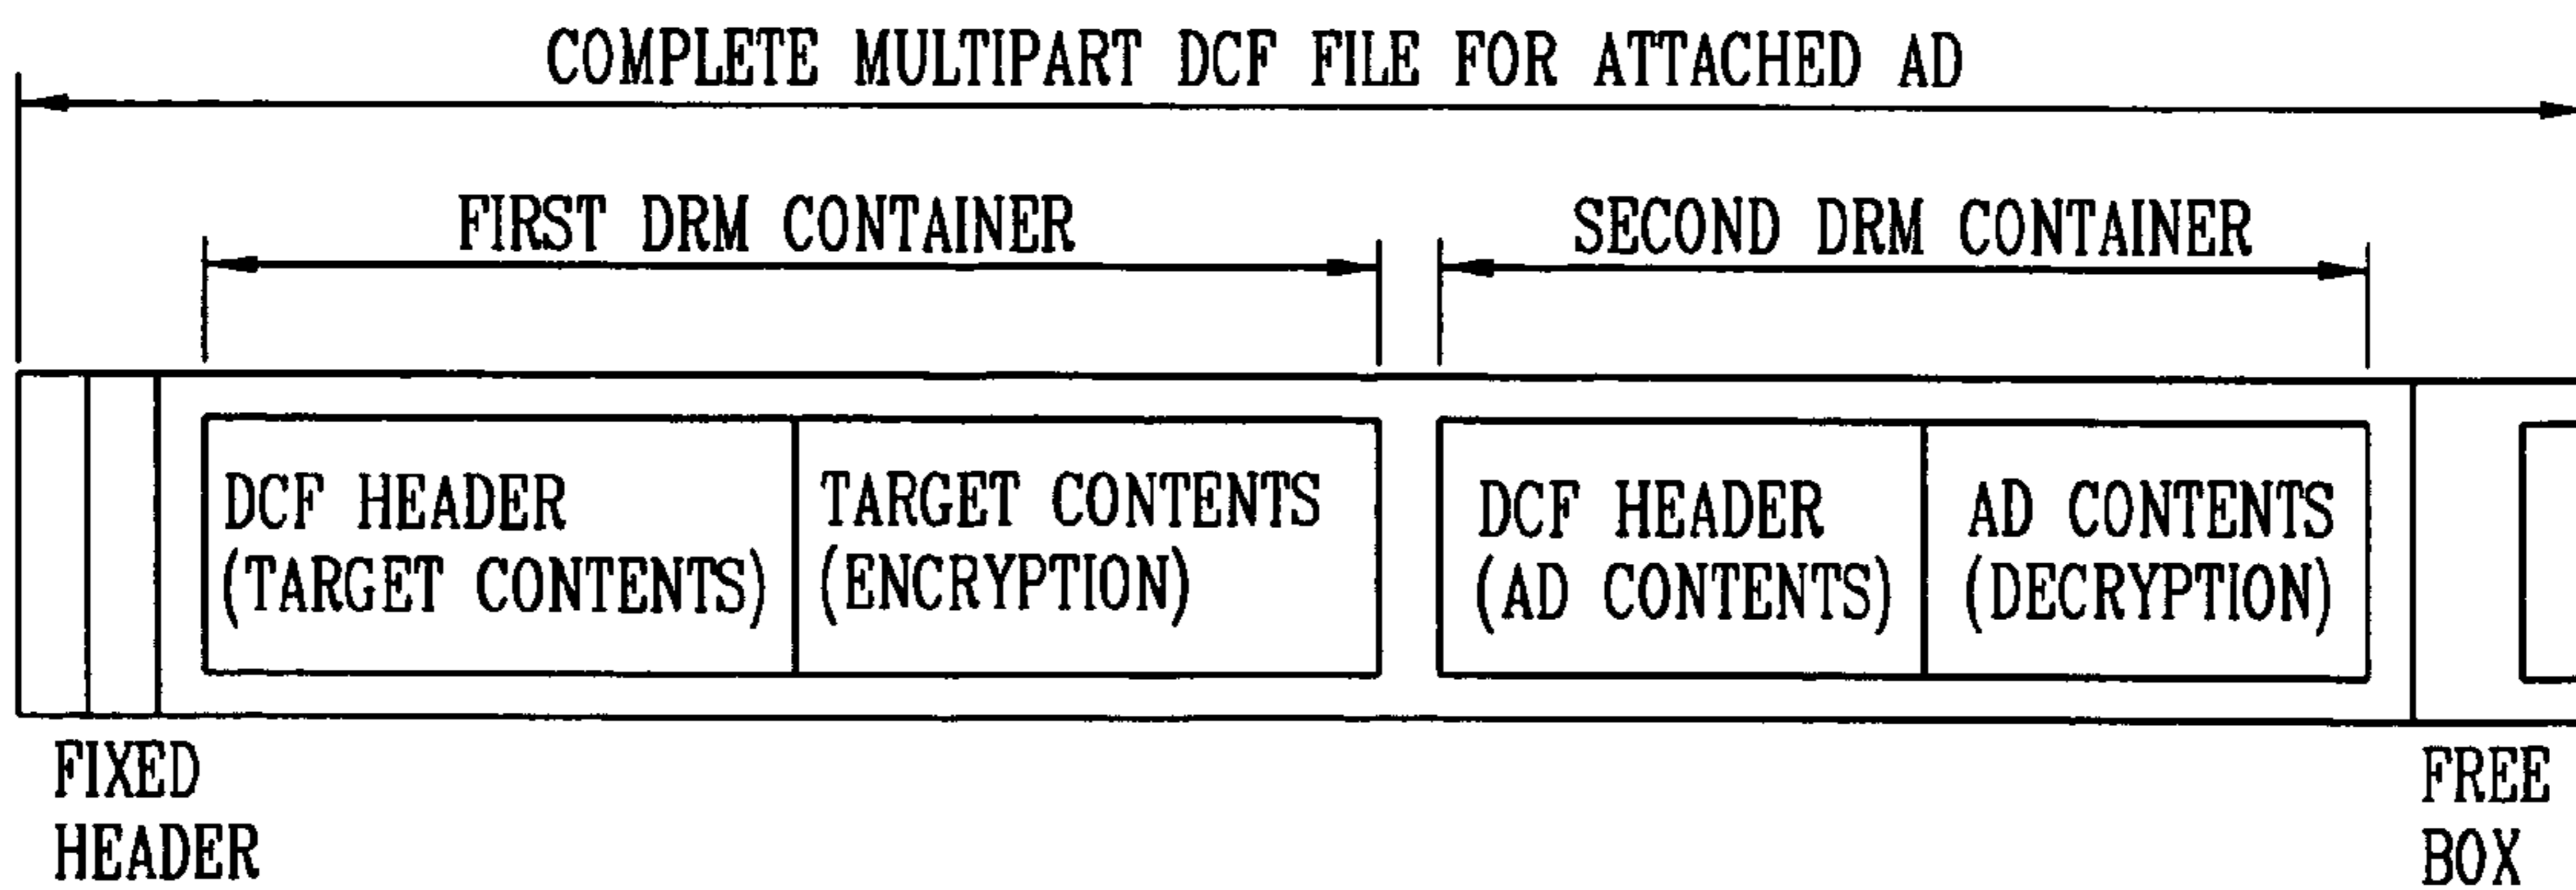 COMPLETE MULTIPART DCF FILE FOR ATTACHED AD
FIRST DRM CONTAINER
SECOND DRM CONTAINER
DCF HEADER
(TARGET CONTENTS)
TARGET CONTENTS
(ENCRYPTION)
DCF HEADER
(AD CONTENTS)
AD CONTENTS
(DECRYPTION)
FIXED
HEADER
FREE
BOX